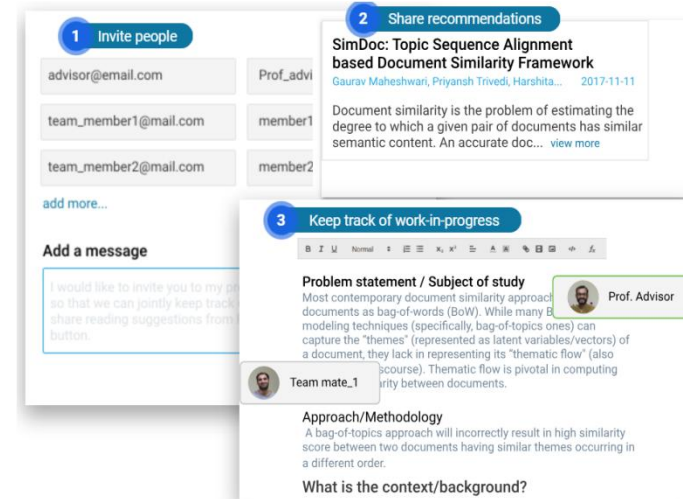 1 Invite people
advisor@email.com
Prof_advi
team_member1@mail.com
member1
team_member2@mail.com
member2
add more...
Add a message
I would like to invite you to my pr
so that we can jointly keep track
share reading suggestions from
button.
2 Share recommendations
SimDoc: Topic Sequence Alignment
based Document Similarity Framework
Gaurav Maheshwari, Priyansh Trivedi, Harshita... 2017-11-11
Document similarity is the problem of estimating the
degree to which a given pair of documents has similar
semantic content. An accurate doc... view more
3 Keep track of work-in-progress
B I U Normal
Problem statement / Subject of study
Most contemporary document similarity approach
documents as bag-of-words (BoW). While many B
modeling techniques (specifically, bag-of-topics ones) can
capture the "themes" (represented as latent variables/vectors) of
a document, they lack in representing its "thematic flow" (also
scourse). Thematic flow is pivotal in computing
arity between documents.
Prof. Advisor
Team mate_1
Approach/Methodology
A bag-of-topics approach will incorrectly result in high similarity
score between two documents having similar themes occurring in
a different order.
What is the context/background?